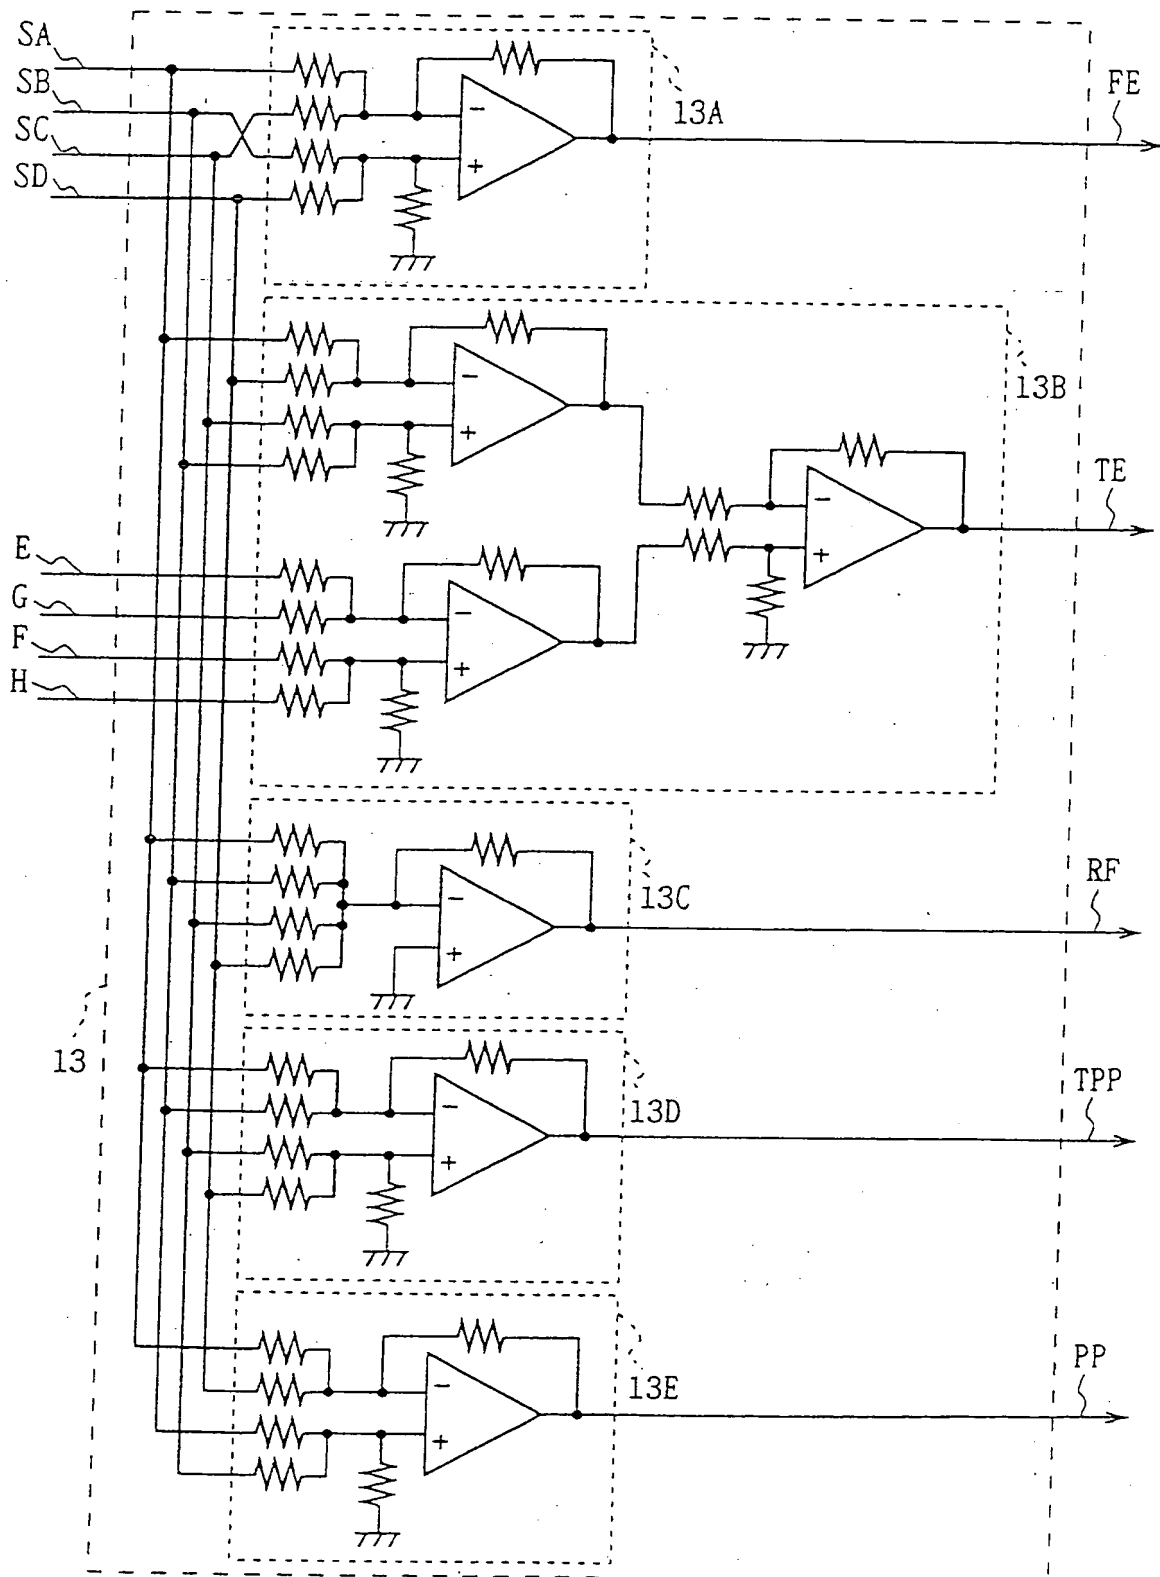 SA
SB
SC
SD
13A
FE
-
+
13B
-
+
-
+
TE
E
G
F
H
-
+
13C
RF
-
+
13
13D
TPP
-
+
13E
PP
-
+